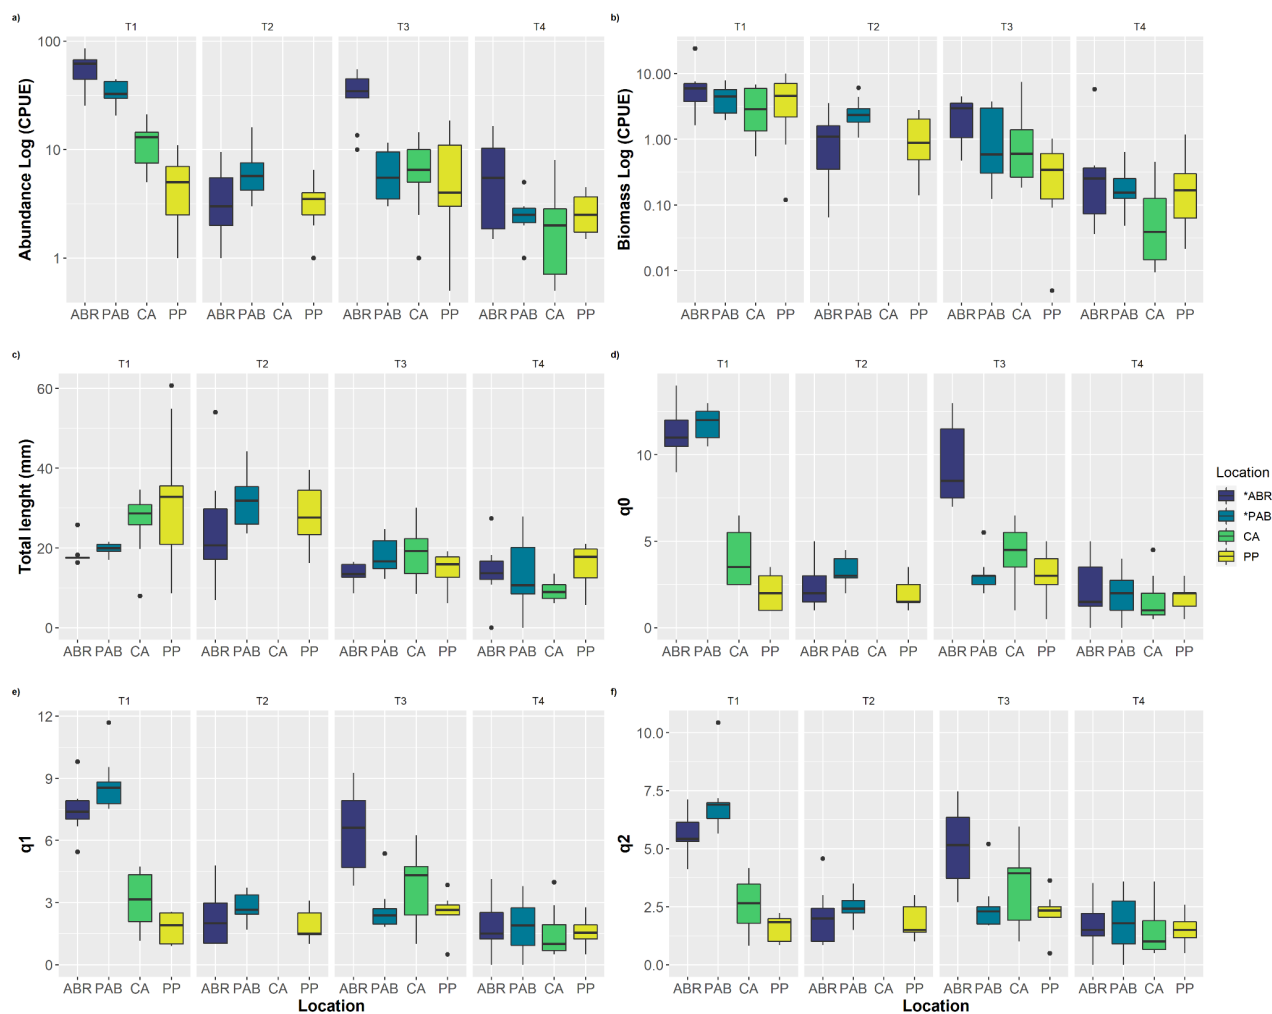 a)
T1 T2 T3 T4
100
10
1
Abundance Log (CPUE)
ABR PAB CA PP ABR PAB CA PP ABR PAB CA PP ABR PAB CA PP
b)
T1 T2 T3 T4
10.00
1.00
0.10
0.01
Biomass Log (CPUE)
ABR PAB CA PP ABR PAB CA PP ABR PAB CA PP ABR PAB CA PP
c)
T1 T2 T3 T4
60
40
20
0
Total lenght (mm)
ABR PAB CA PP ABR PAB CA PP ABR PAB CA PP ABR PAB CA PP
d)
T1 T2 T3 T4
10
5
0
q0
ABR PAB CA PP ABR PAB CA PP ABR PAB CA PP ABR PAB CA PP
Location
*ABR
*PAB
CA
PP
e)
T1 T2 T3 T4
12
9
6
3
0
q1
ABR PAB CA PP ABR PAB CA PP ABR PAB CA PP ABR PAB CA PP
Location
f)
T1 T2 T3 T4
10.0
7.5
5.0
2.5
0.0
q2
ABR PAB CA PP ABR PAB CA PP ABR PAB CA PP ABR PAB CA PP
Location